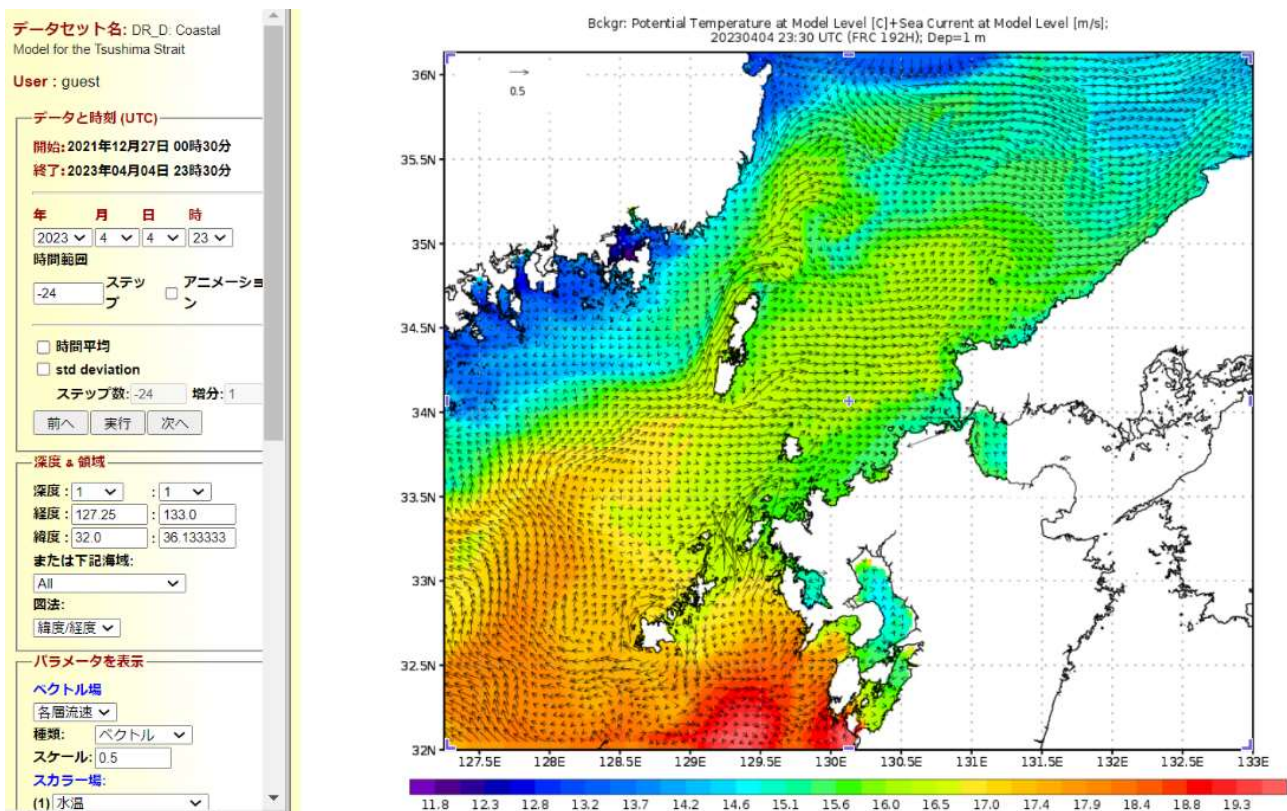 データセット名: DR_D: Coastal
Model for the Tsushima Strait
User : guest
データと時刻 (UTC)
開始:2021年12月27日 00時30分
終了:2023年04月04日 23時30分
年 月 日 時
2023 4 4 23
時間範囲
-24 ステップ アニメーション
時間平均
std deviation
ステップ数: -24 増分: 1
前へ 実行 次へ
深度 & 領域
深度 : 1 : 1
経度 : 127.25 : 133.0
緯度 : 32.0 : 36.133333
または下記海域:
All
図法:
緯度/経度
パラメータを表示
ベクトル場
各層流速
種類: ベクトル
スケール: 0.5
スカラー場:
(1) 水温
Bckgr: Potential Temperature at Model Level [C]+Sea Current at Model Level [m/s];
20230404 23:30 UTC (FRC 192H); Dep=1 m
0.5
36N
35.5N
35N
34.5N
34N
33.5N
33N
32.5N
32N
127.5E 128E 128.5E 129E 129.5E 130E 130.5E 131E 131.5E 132E 132.5E 133E
11.8 12.3 12.8 13.2 13.7 14.2 14.6 15.1 15.6 16.0 16.5 17.0 17.4 17.9 18.4 18.8 19.3